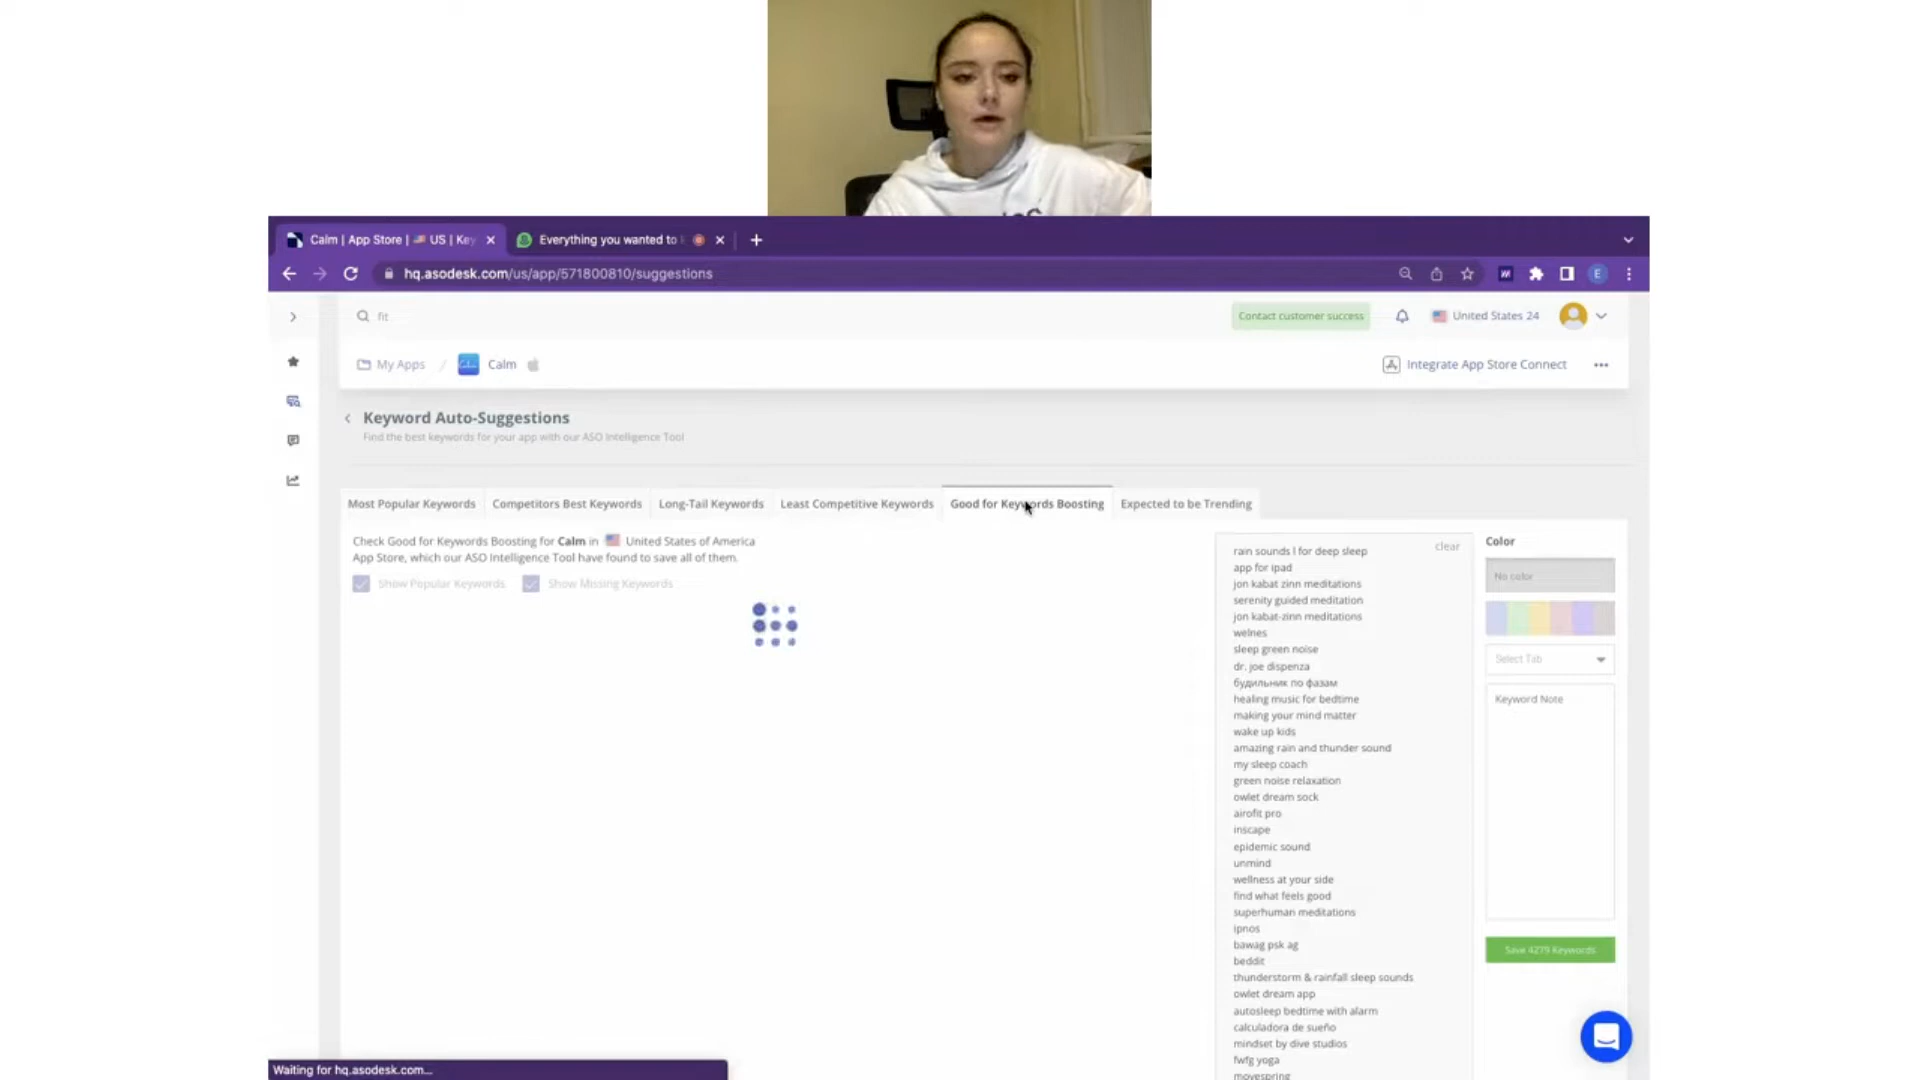 Calm | App Store | US | Key
Everything you wanted to
hq.asodesk.com/us/app/571800810/suggestions
E
fit
Contact customer success
United States 24
My Apps / Calm
Integrate App Store Connect
Keyword Auto-Suggestions
Find the best keywords for your app with our ASO Intelligence Tool
Most Popular Keywords
Competitors Best Keywords
Long-Tail Keywords
Least Competitive Keywords
Good for Keywords Boosting
Expected to be Trending
Check Good for Keywords Boosting for Calm in United States of America
App Store, which our ASO Intelligence Tool have found to save all of them.
Show Popular Keywords
Show Missing Keywords
clear
rain sounds l for deep sleep
app for ipad
jon kabat zinn meditations
serenity guided meditation
jon kabat-zinn meditations
welnes
sleep green noise
dr. joe dispenza
будильник по фазам
healing music for bedtime
making your mind matter
wake up kids
amazing rain and thunder sound
my sleep coach
green noise relaxation
owlet dream sock
airofit pro
inscape
epidemic sound
unmind
wellness at your side
find what feels good
superhuman meditations
ipnos
bawag psk ag
beddit
thunderstorm & rainfall sleep sounds
owlet dream app
autosleep bedtime with alarm
calculadora de sueño
mindset by dive studios
fwfg yoga
movespring
Color
No color
Select Tab
Keyword Note
Save 4279 Keywords
Waiting for hq.asodesk.com...